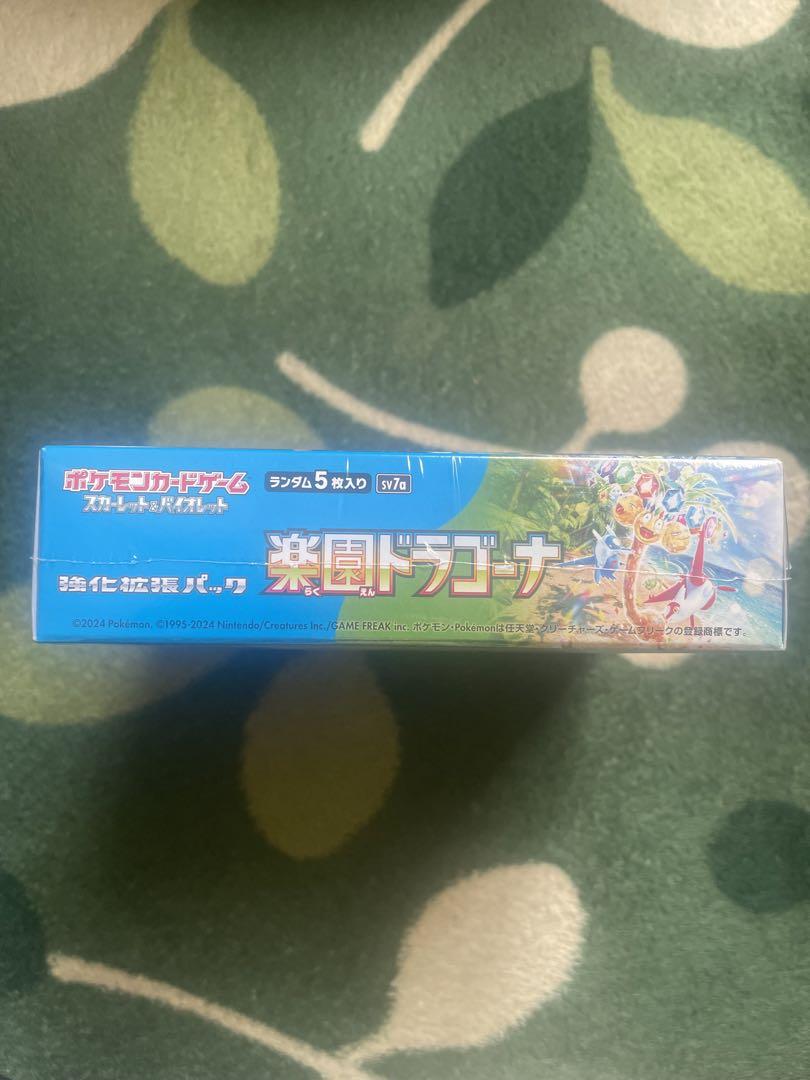 ポケモンカードゲーム
スカーレット&バイオレット
ランダム5枚入り
SV7a
強化拡張パック
楽園ドラゴーナ
らく えん
©2024 Pokémon. ©1995-2024 Nintendo/Creatures Inc./GAME FREAK inc. ポケモン・Pokémonは任天堂・クリーチャーズ・ゲームフリークの登録商標です。